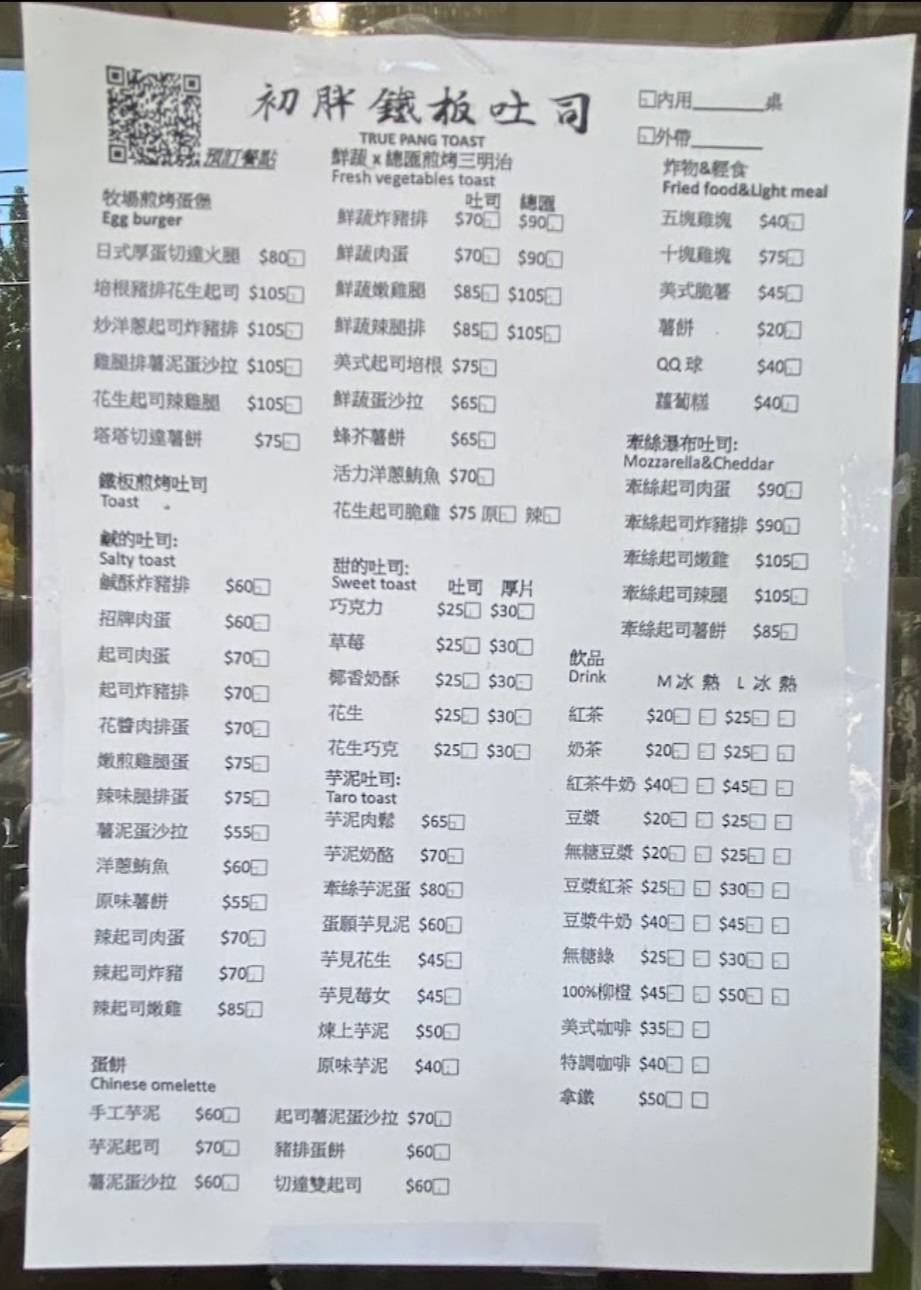 初胖鐵板吐司
TRUE PANG TOAST
預訂餐點
內用______桌
外帶______
牧場煎烤蛋堡
Egg burger
日式厚蛋切達火腿 $80
培根豬排花生起司 $105
炒洋蔥起司炸豬排 $105
雞腿排薯泥蛋沙拉 $105
花生起司辣雞腿 $105
塔塔切達薯餅 $75
鐵板煎烤吐司
Toast
鹹的吐司:
Salty toast
鹹酥炸豬排 $60
招牌肉蛋 $60
起司肉蛋 $70
起司炸豬排 $70
花醬肉排蛋 $70
嫩煎雞腿蛋 $75
辣味腿排蛋 $75
薯泥蛋沙拉 $55
洋蔥鮪魚 $60
原味薯餅 $55
辣起司肉蛋 $70
辣起司炸豬 $70
辣起司嫩雞 $85
蛋餅
Chinese omelette
手工芋泥 $60
芋泥起司 $70
薯泥蛋沙拉 $60
起司薯泥蛋沙拉 $70
豬排蛋餅 $60
切達雙起司 $60
鮮蔬 x 總匯煎烤三明治
Fresh vegetables toast
吐司 總匯
鮮蔬炸豬排 $70 $90
鮮蔬肉蛋 $70 $90
鮮蔬嫩雞腿 $85 $105
鮮蔬辣腿排 $85 $105
美式起司培根 $75
鮮蔬蛋沙拉 $65
蜂芥薯餅 $65
活力洋蔥鮪魚 $70
花生起司脆雞 $75 原 辣
甜的吐司:
Sweet toast 吐司 厚片
巧克力 $25 $30
草莓 $25 $30
椰香奶酥 $25 $30
花生 $25 $30
花生巧克 $25 $30
芋泥吐司:
Taro toast
芋泥肉鬆 $65
芋泥奶酪 $70
牽絲芋泥蛋 $80
蛋願芋見泥 $60
芋見花生 $45
芋見莓女 $45
煉上芋泥 $50
原味芋泥 $40
炸物&輕食
Fried food&Light meal
五塊雞塊 $40
十塊雞塊 $75
美式脆薯 $45
薯餅 $20
QQ 球 $40
蘿蔔糕 $40
牽絲瀑布吐司:
Mozzarella&Cheddar
牽絲起司肉蛋 $90
牽絲起司炸豬排 $90
牽絲起司嫩雞 $105
牽絲起司辣腿 $105
牽絲起司薯餅 $85
飲品
Drink M 冰 熱 L 冰 熱
紅茶 $20 $25
奶茶 $20 $25
紅茶牛奶 $40 $45
豆漿 $20 $25
無糖豆漿 $20 $25
豆漿紅茶 $25 $30
豆漿牛奶 $40 $45
無糖綠 $25 $30
100%柳橙 $45 $50
美式咖啡 $35
特調咖啡 $40
拿鐵 $50